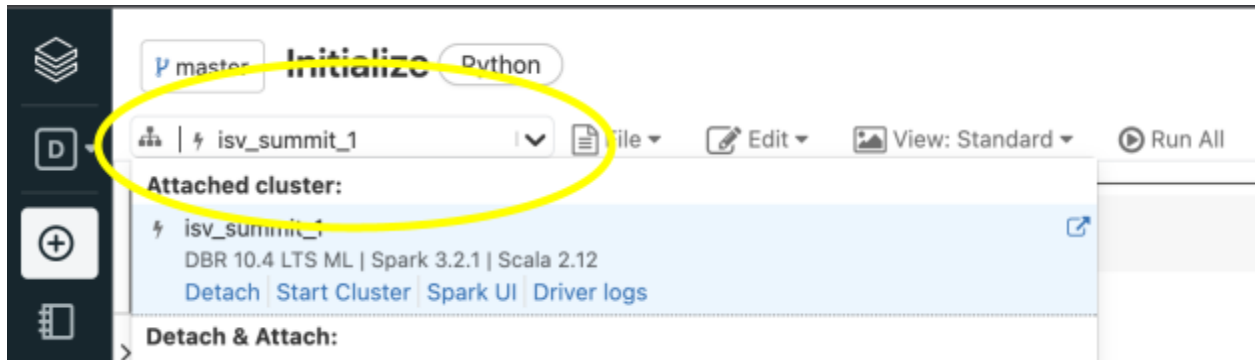 master Initialize Python
D isv_summit_1 File Edit View: Standard Run All
Attached cluster:
isv_summit_1
DBR 10.4 LTS ML | Spark 3.2.1 | Scala 2.12
Detach Start Cluster Spark UI Driver logs
Detach & Attach: